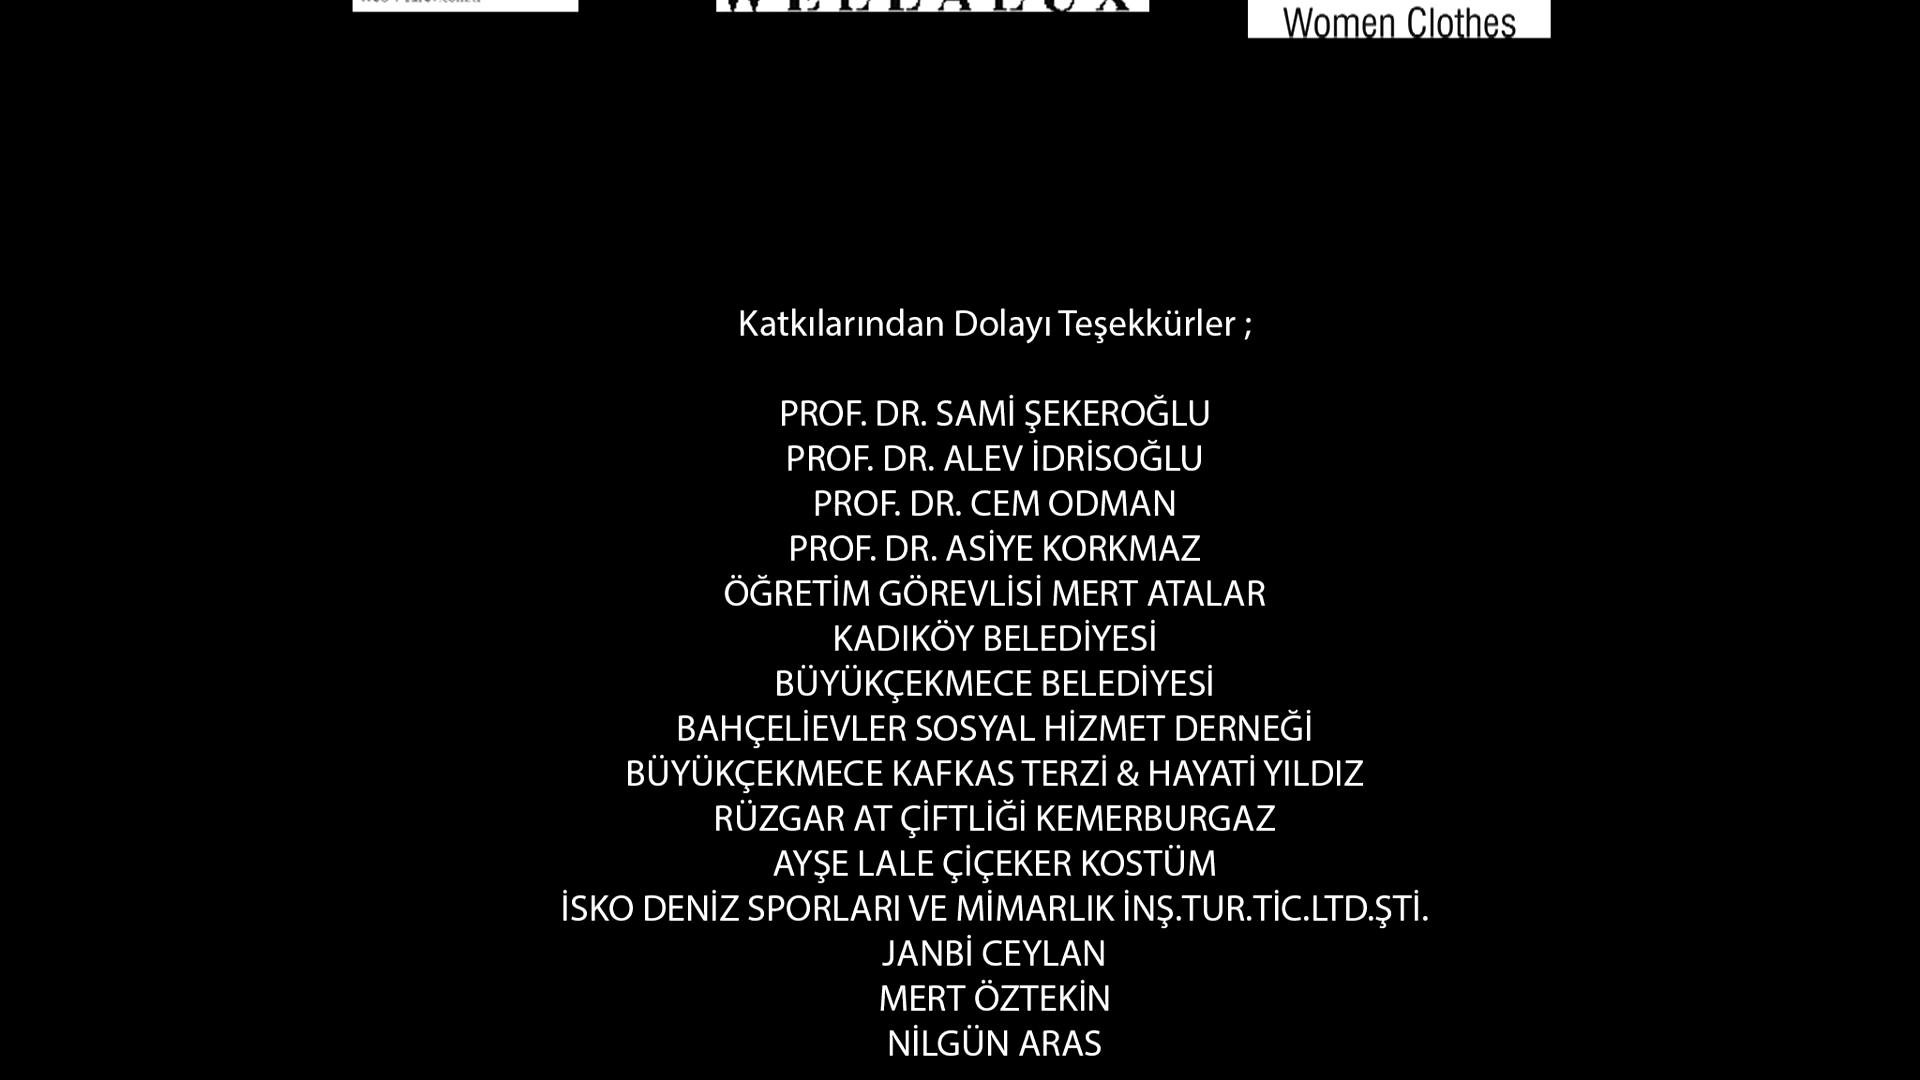 WELLALUX
Women Clothes
Katkılarından Dolayı Teşekkürler ;
PROF. DR. SAMİ ŞEKEROĞLU
PROF. DR. ALEV İDRİSOĞLU
PROF. DR. CEM ODMAN
PROF. DR. ASİYE KORKMAZ
ÖĞRETİM GÖREVLİSİ MERT ATALAR
KADIKÖY BELEDİYESİ
BÜYÜKÇEKMECE BELEDİYESİ
BAHÇELİEVLER SOSYAL HİZMET DERNEĞİ
BÜYÜKÇEKMECE KAFKAS TERZİ & HAYATİ YILDIZ
RÜZGAR AT ÇİFTLİĞİ KEMERBURGAZ
AYŞE LALE ÇİÇEKER KOSTÜM
İSKO DENİZ SPORLARI VE MİMARLIK İNŞ.TUR.TİC.LTD.ŞTİ.
JANBİ CEYLAN
MERT ÖZTEKİN
NİLGÜN ARAS